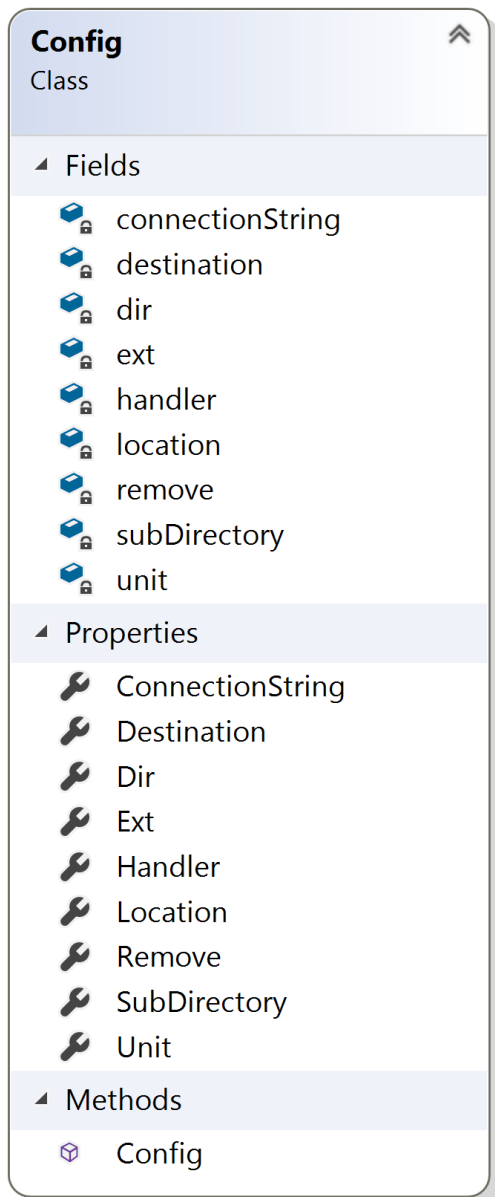 Config
Class
Fields
connectionString
destination
dir
ext
handler
location
remove
subDirectory
unit
Properties
ConnectionString
Destination
Dir
Ext
Handler
Location
Remove
SubDirectory
Unit
Methods
Config